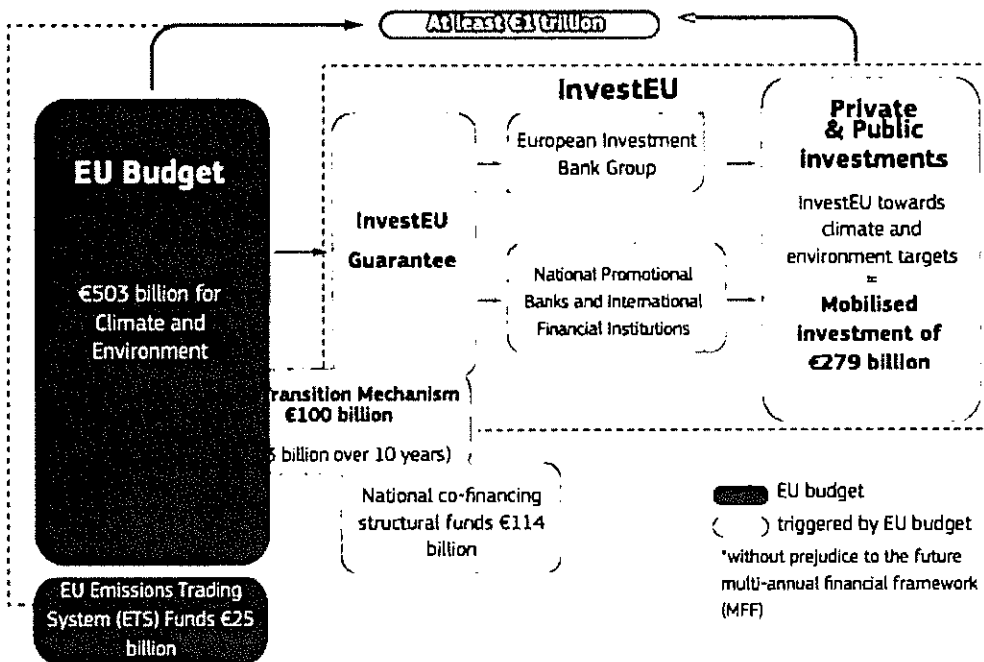 At least €1 trillion
InvestEU
EU Budget
€503 billion for
Climate and
Environment
InvestEU
Guarantee
European Investment
Bank Group
National Promotional
Banks and International
Financial Institutions
Private
& Public
investments
InvestEU towards
climate and
environment targets
=
Mobilised
investment of
€279 billion
ransition Mechanism
€100 billion
billion over 10 years)
National co-financing
structural funds €114
billion
EU Emissions Trading
System (ETS) Funds €25
billion
EU budget
triggered by EU budget
*without prejudice to the future
multi-annual financial framework
(MFF)